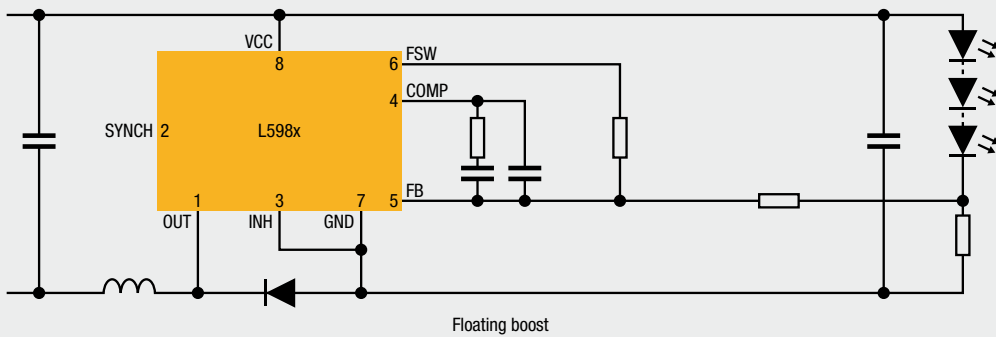 VCC
8
6 FSW
4 COMP
SYNCH 2
L598x
5 FB
1
OUT
3
INH
7
GND
Floating boost